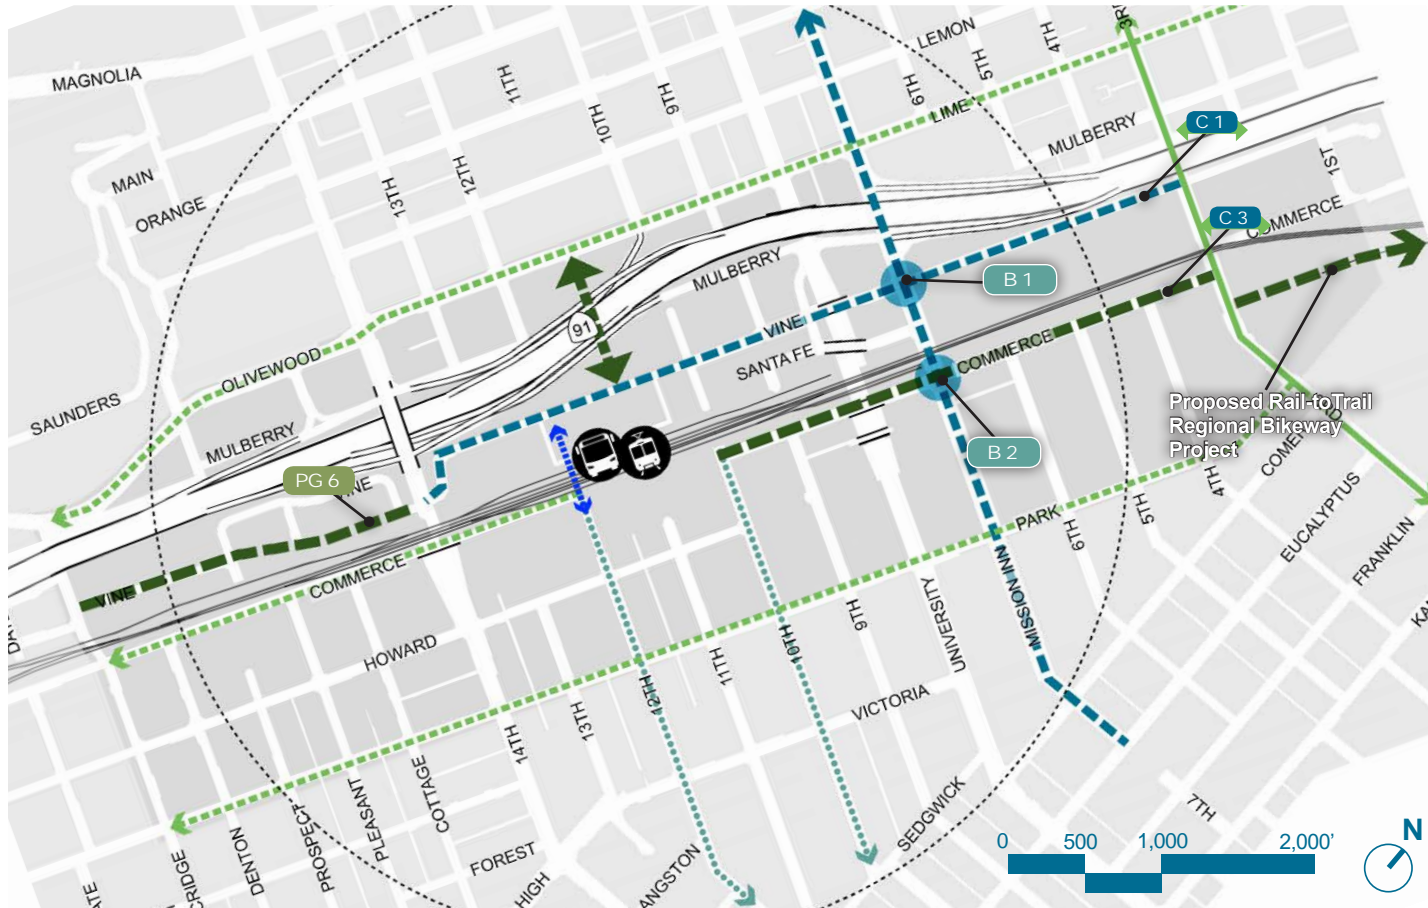 LEMON
4TH
3RD
5TH
MAGNOLIA
11TH
6TH
9TH
LIME
10TH
C 1
MULBERRY
1ST
12TH
MAIN
13TH
ORANGE
C 3
COMMERCE
MULBERRY
B 1
91
VINE
SANTA FE
COMMERCE
OLIVEWOOD
SAUNDERS
Proposed Rail-toTrail
Regional Bikeway
Project
MULBERRY
B 2
PG 6
4TH
EUCALYPTUS
5TH
PARK
6TH
FRANKLIN
COMMERCE
VINE
MISSION INN
UNIVERSITY
9TH
10TH
HOWARD
11TH
12TH
VICTORIA
13TH
14TH
COTTAGE
PLEASANT
PROSPECT
DENTON
SEDGWICK
7TH
FOREST
HIGH
0 500 1,000 2,000’
N